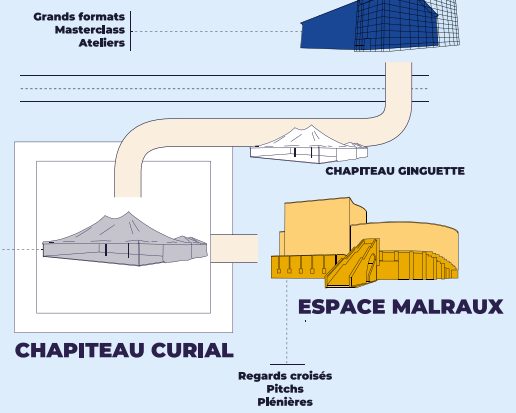 Grands formats
Masterclass
Ateliers
CHAPITEAU GINGUETTE
ESPACE MALRAUX
CHAPITEAU CURIAL
Regards croisés
Pitchs
Plénières